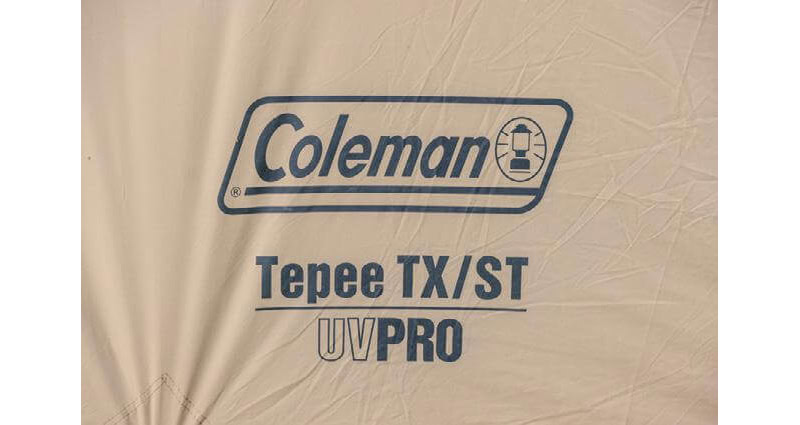 Coleman
®
Tepee TX/ST
UVPRO